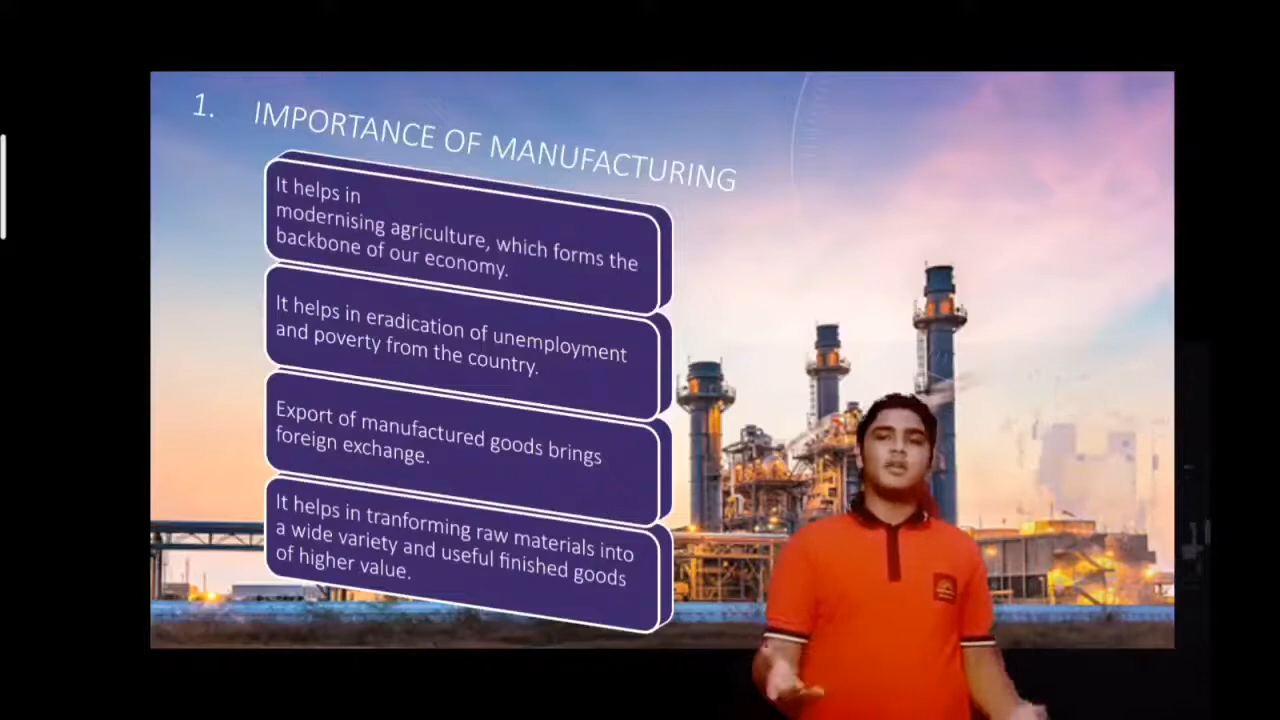 1. IMPORTANCE OF MANUFACTURING
It helps in
modernising agriculture, which forms the
backbone of our economy.
It helps in eradication of unemployment
and poverty from the country.
Export of manufactured goods brings
foreign exchange.
It helps in tranforming raw materials into
a wide variety and useful finished goods
of higher value.